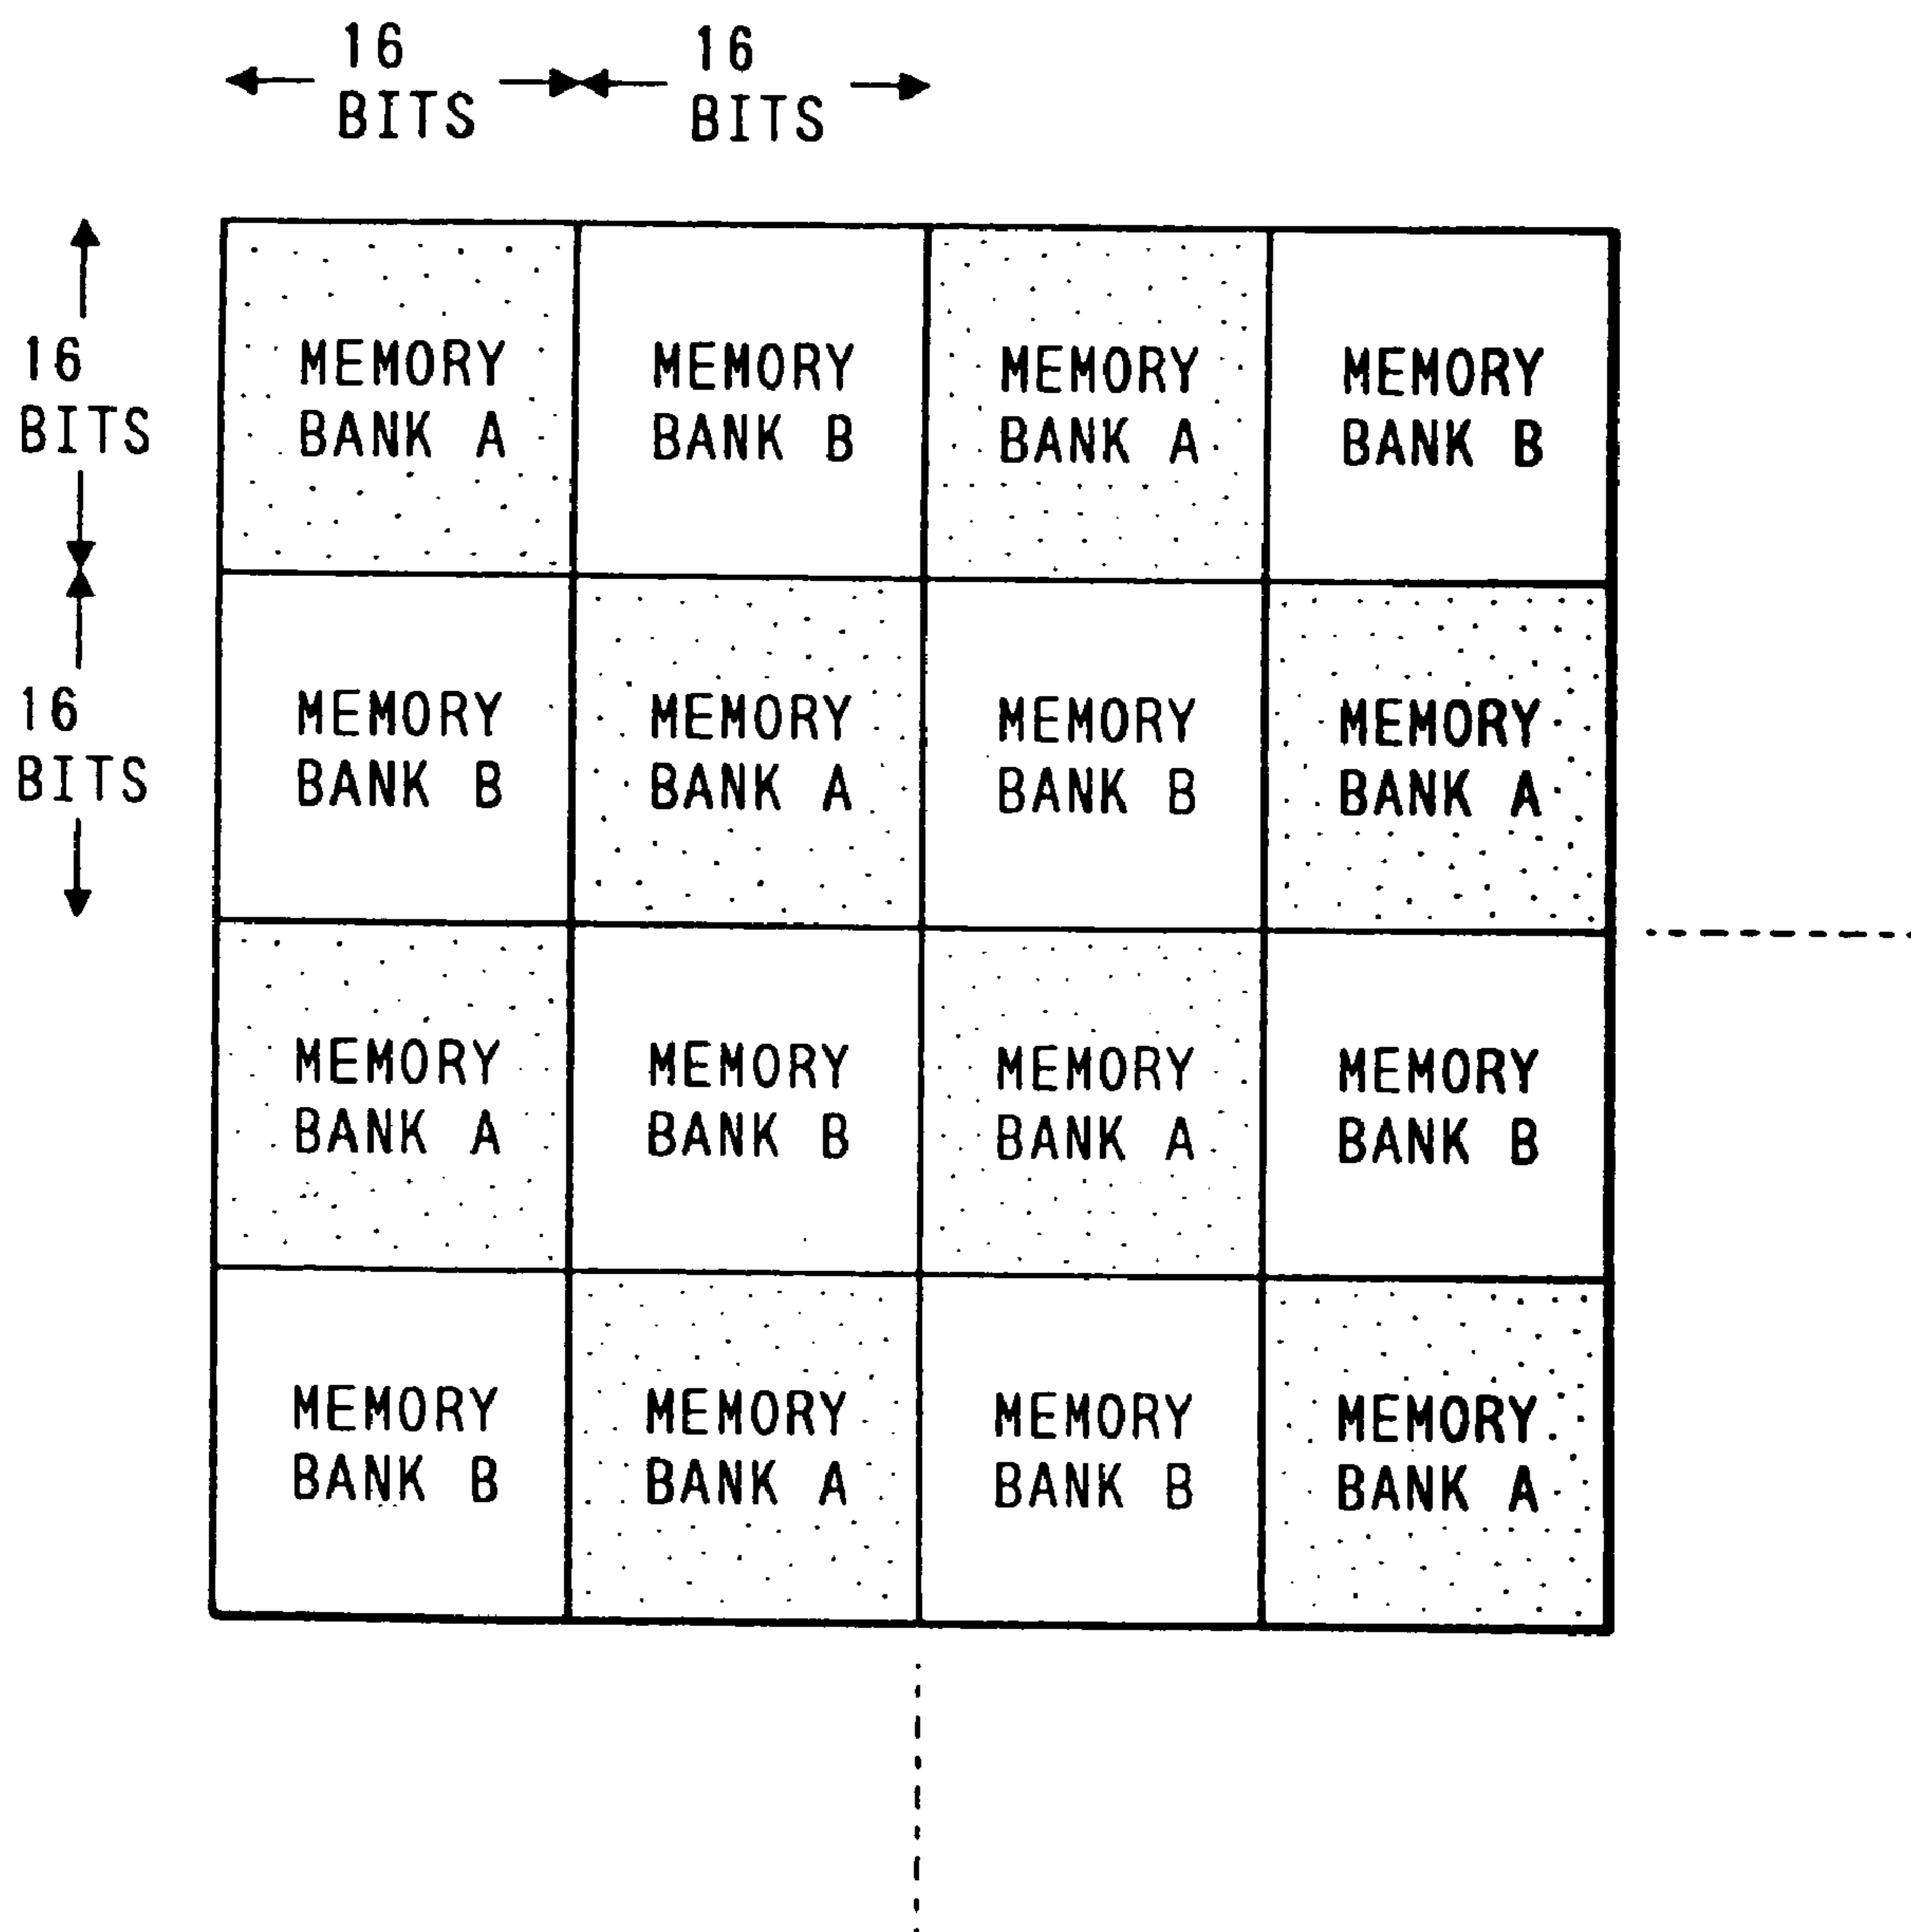 16 16
BITS BITS
16
BITS
MEMORY MEMORY MEMORY MEMORY
BANK A BANK B BANK A BANK B
16
BITS
MEMORY MEMORY MEMORY MEMORY
BANK B BANK A BANK B BANK A
MEMORY MEMORY MEMORY MEMORY
BANK A BANK B BANK A BANK B
MEMORY MEMORY MEMORY MEMORY
BANK B BANK A BANK B BANK A